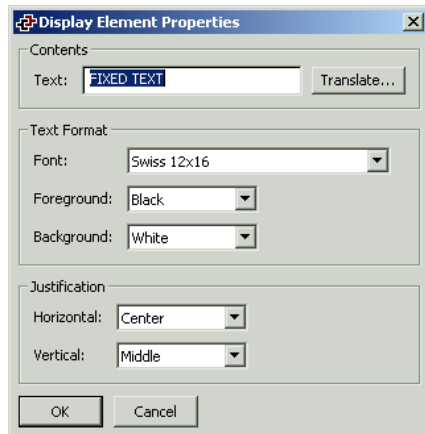 Display Element Properties
Contents
Text: FIXED TEXT Translate...
Text Format
Font: Swiss 12x16
Foreground: Black
Background: White
Justification
Horizontal: Center
Vertical: Middle
OK Cancel